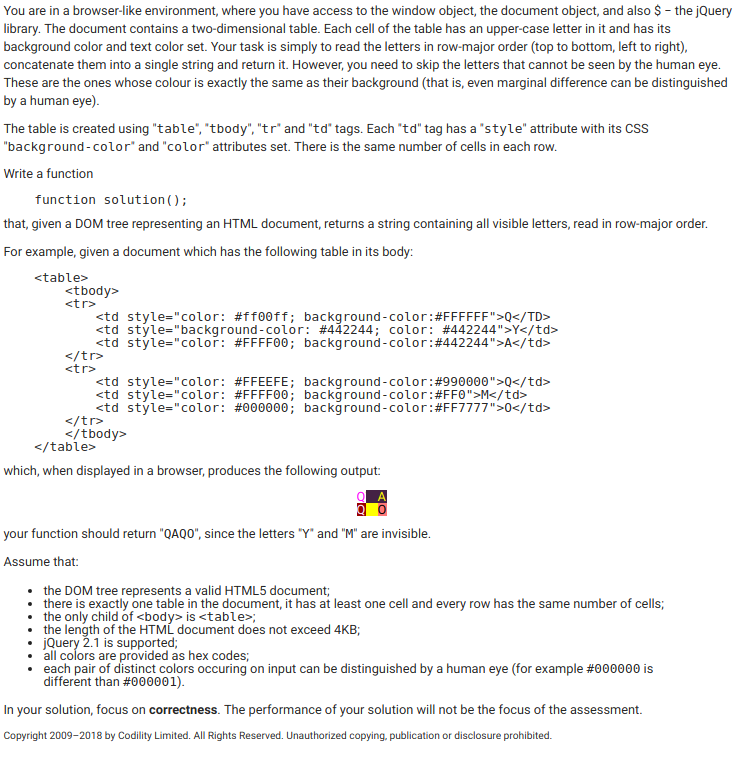 You are in a browser-like environment, where you have access to the window object, the document object, and also $ – the jQuery
library. The document contains a two-dimensional table. Each cell of the table has an upper-case letter in it and has its
background color and text color set. Your task is simply to read the letters in row-major order (top to bottom, left to right),
concatenate them into a single string and return it. However, you need to skip the letters that cannot be seen by the human eye.
These are the ones whose colour is exactly the same as their background (that is, even marginal difference can be distinguished
by a human eye).
The table is created using "table", "tbody", "tr" and "td" tags. Each "td" tag has a "style" attribute with its CSS
"background-color" and "color" attributes set. There is the same number of cells in each row.
Write a function
function solution();
that, given a DOM tree representing an HTML document, returns a string containing all visible letters, read in row-major order.
For example, given a document which has the following table in its body:
<table>
<tbody>
<tr>
<td style="color: #ff00ff; background-color:#FFFFFF">Q</TD>
<td style="background-color: #442244; color: #442244">Y</td>
<td style="color: #FFFF00; background-color:#442244">A</td>
</tr>
<tr>
<td style="color: #FFEEFE; background-color:#990000">Q</td>
<td style="color: #FFFF00; background-color:#FF0">M</td>
<td style="color: #000000; background-color:#FF7777">O</td>
</tr>
</tbody>
</table>
which, when displayed in a browser, produces the following output:
Q A
Q O
your function should return "QAQO", since the letters "Y" and "M" are invisible.
Assume that:
• the DOM tree represents a valid HTML5 document;
• there is exactly one table in the document, it has at least one cell and every row has the same number of cells;
• the only child of <body> is <table>;
• the length of the HTML document does not exceed 4KB;
• jQuery 2.1 is supported;
• all colors are provided as hex codes;
• each pair of distinct colors occuring on input can be distinguished by a human eye (for example #000000 is
different than #000001).
In your solution, focus on correctness. The performance of your solution will not be the focus of the assessment.
Copyright 2009–2018 by Codility Limited. All Rights Reserved. Unauthorized copying, publication or disclosure prohibited.